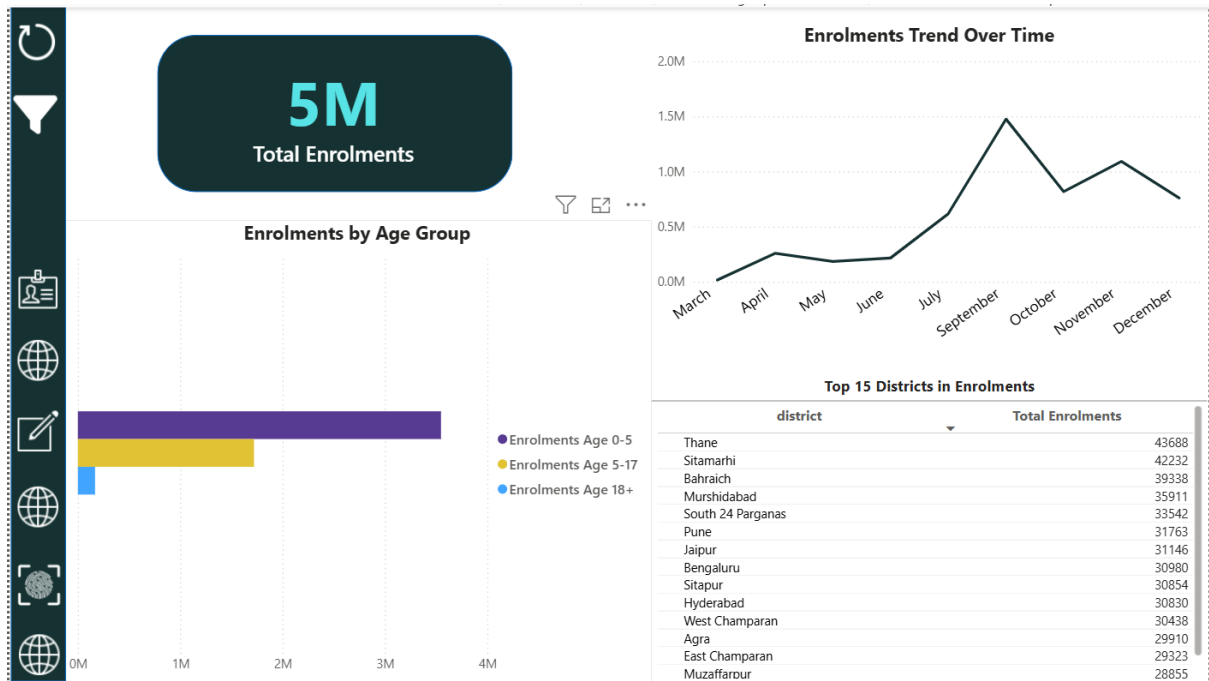 5M
Total Enrolments
Enrolments by Age Group
Enrolments Age 0-5
Enrolments Age 5-17
Enrolments Age 18+
0M 1M 2M 3M 4M
Enrolments Trend Over Time
2.0M
1.5M
1.0M
0.5M
0.0M
March April May June July September October November December
Top 15 Districts in Enrolments
district Total Enrolments
Thane 43688
Sitamarhi 42232
Bahraich 39338
Murshidabad 35911
South 24 Parganas 33542
Pune 31763
Jaipur 31146
Bengaluru 30980
Sitapur 30854
Hyderabad 30830
West Champaran 30438
Agra 29910
East Champaran 29323
Muzaffarpur 28855